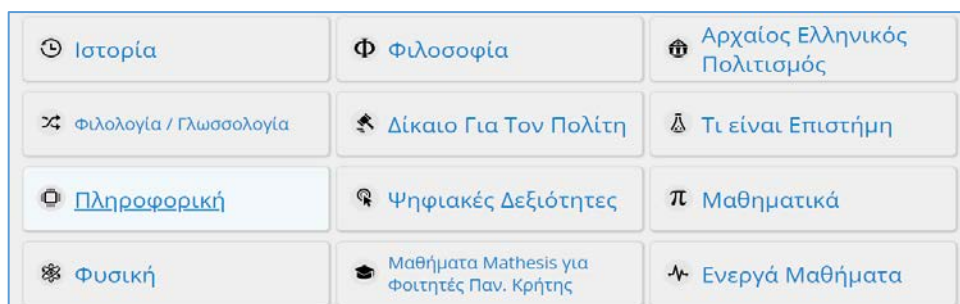 Ιστορία
Φ Φιλοσοφία
Αρχαίος Ελληνικός
Πολιτισμός
Φιλολογία / Γλωσσολογία
Δίκαιο Για Τον Πολίτη
Τι είναι Επιστήμη
Πληροφορική
Ψηφιακές Δεξιότητες
π Μαθηματικά
Φυσική
Μαθήματα Mathesis για
Φοιτητές Παν. Κρήτης
Ενεργά Μαθήματα